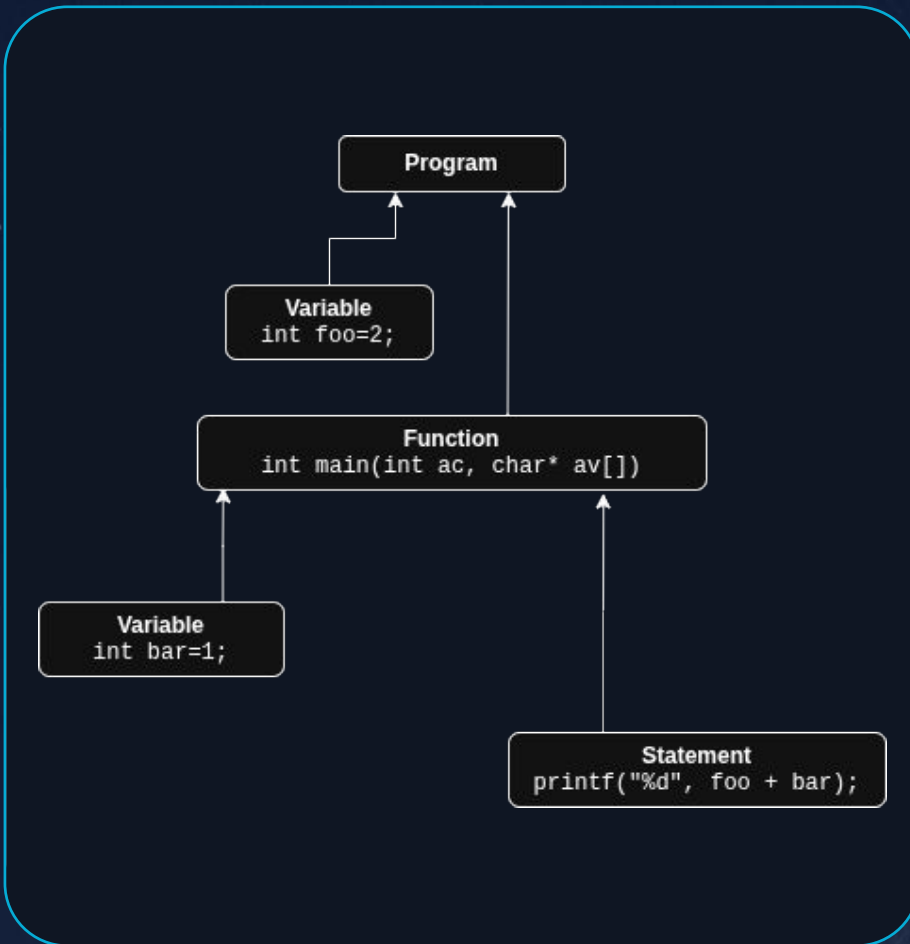 Program
Variable
int foo=2;
Function
int main(int ac, char* av[])
Variable
int bar=1;
Statement
printf("%d", foo + bar);